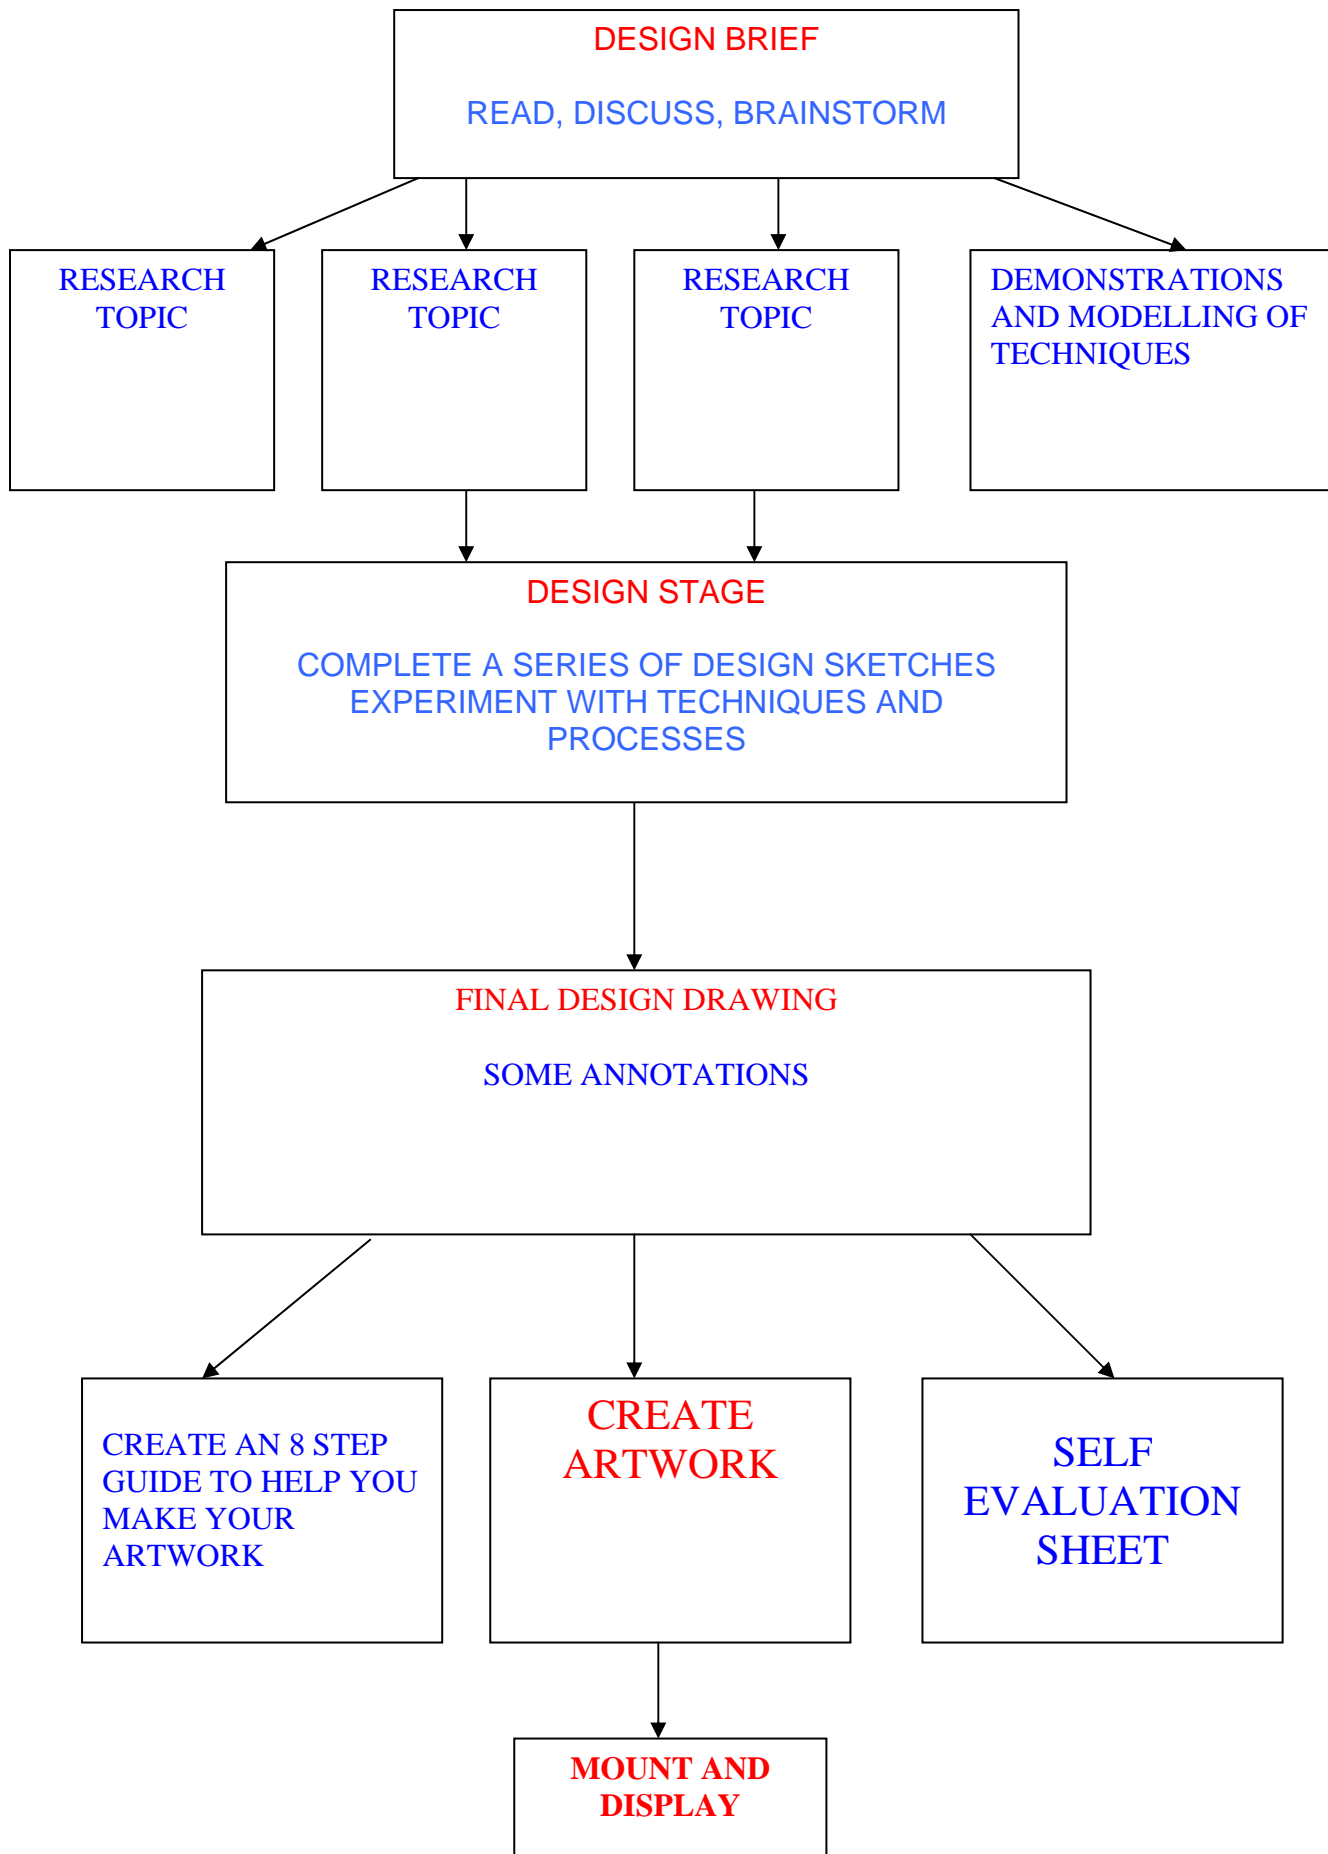 DESIGN BRIEF
READ, DISCUSS, BRAINSTORM
RESEARCH
TOPIC
RESEARCH
TOPIC
RESEARCH
TOPIC
DEMONSTRATIONS
AND MODELLING OF
TECHNIQUES
DESIGN STAGE
COMPLETE A SERIES OF DESIGN SKETCHES
EXPERIMENT WITH TECHNIQUES AND
PROCESSES
FINAL DESIGN DRAWING
SOME ANNOTATIONS
CREATE AN 8 STEP
GUIDE TO HELP YOU
MAKE YOUR
ARTWORK
CREATE
ARTWORK
SELF
EVALUATION
SHEET
MOUNT AND
DISPLAY